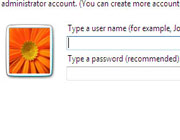 administrator account. (You can create more account
Type a user name (for example, Jo
Type a password (recommended)